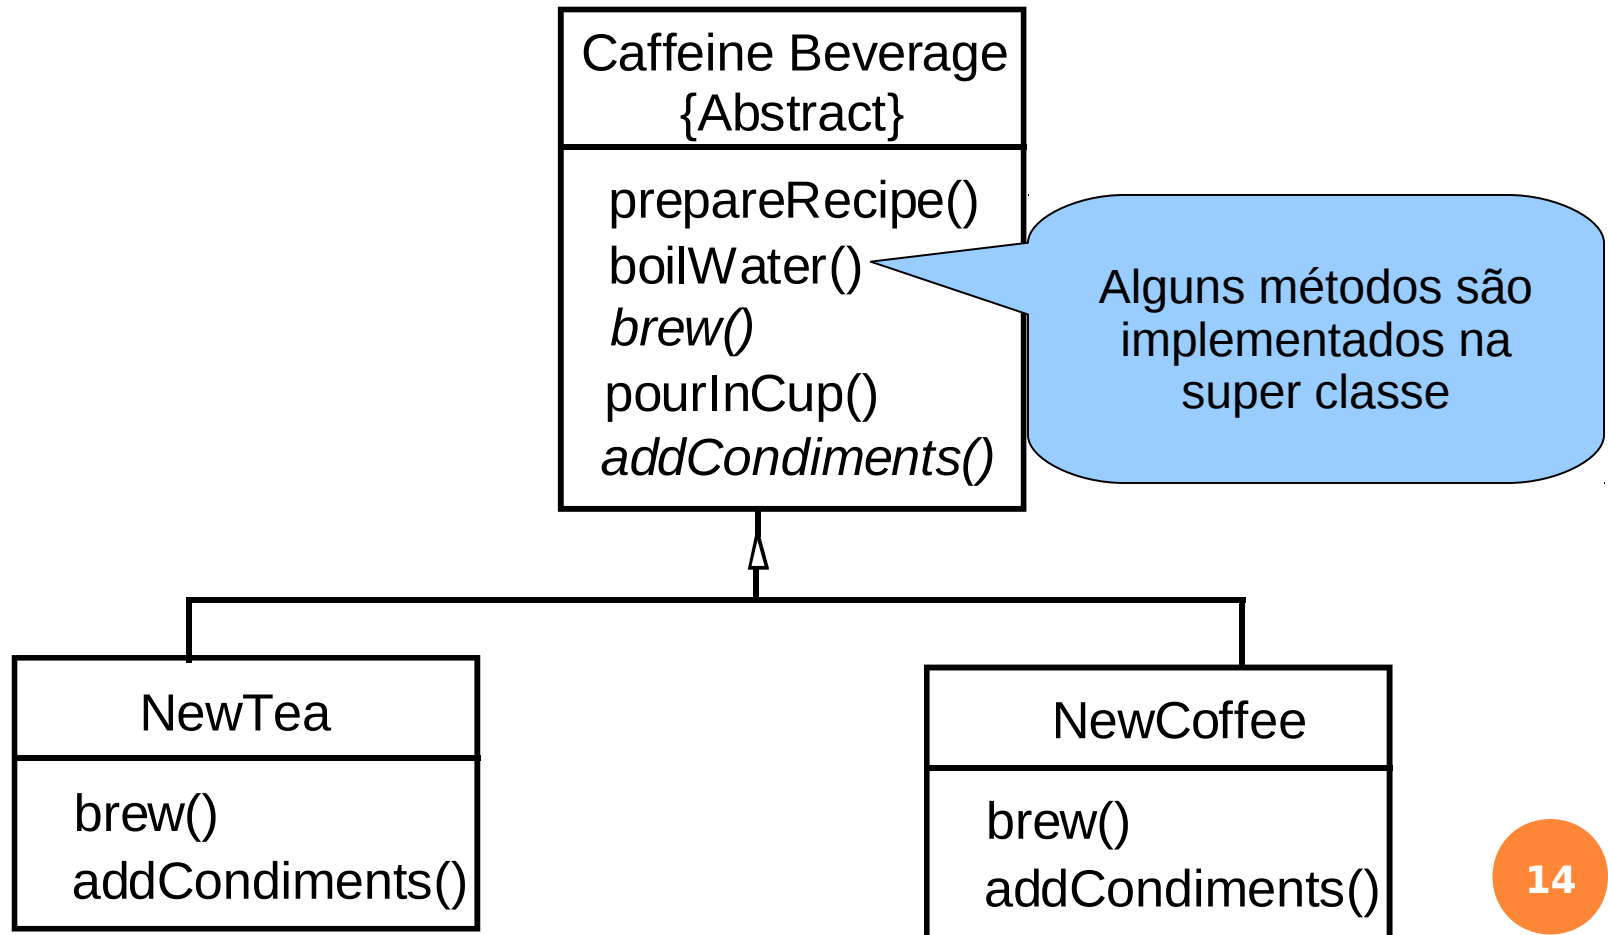 Caffeine Beverage
{Abstract}
prepareRecipe()
boilWater()
brew()
pourInCup()
addCondiments()
Alguns métodos são
implementados na
super classe
NewTea
brew()
addCondiments()
NewCoffee
brew()
addCondiments()
14